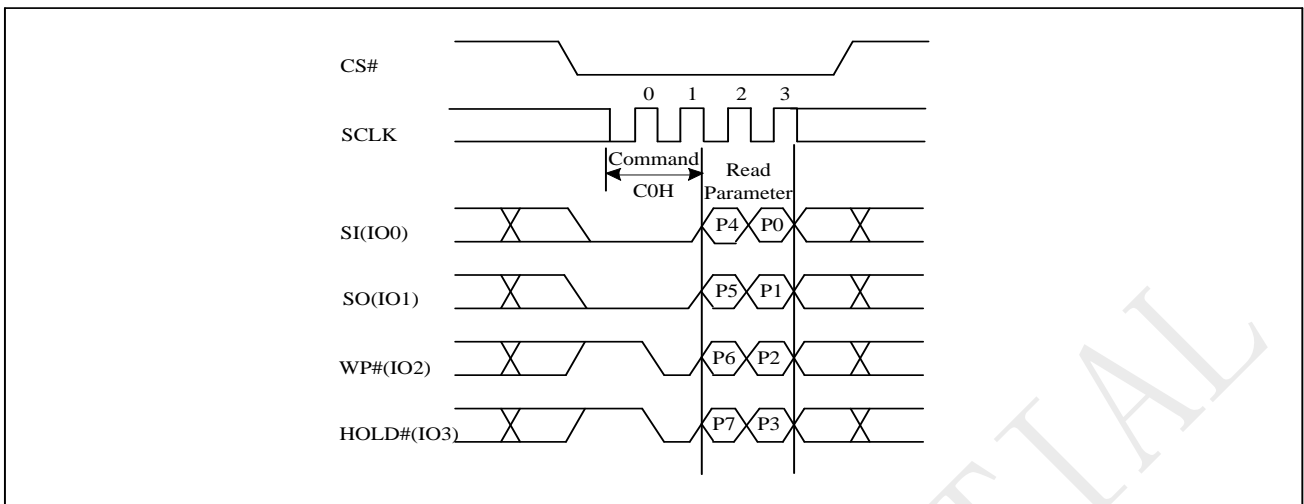 CS#
0 1 2 3
SCLK
Command
C0H
Read
Parameter
SI(IO0)
P4 P0
SO(IO1)
P5 P1
WP#(IO2)
P6 P2
HOLD#(IO3)
P7 P3
TIAL